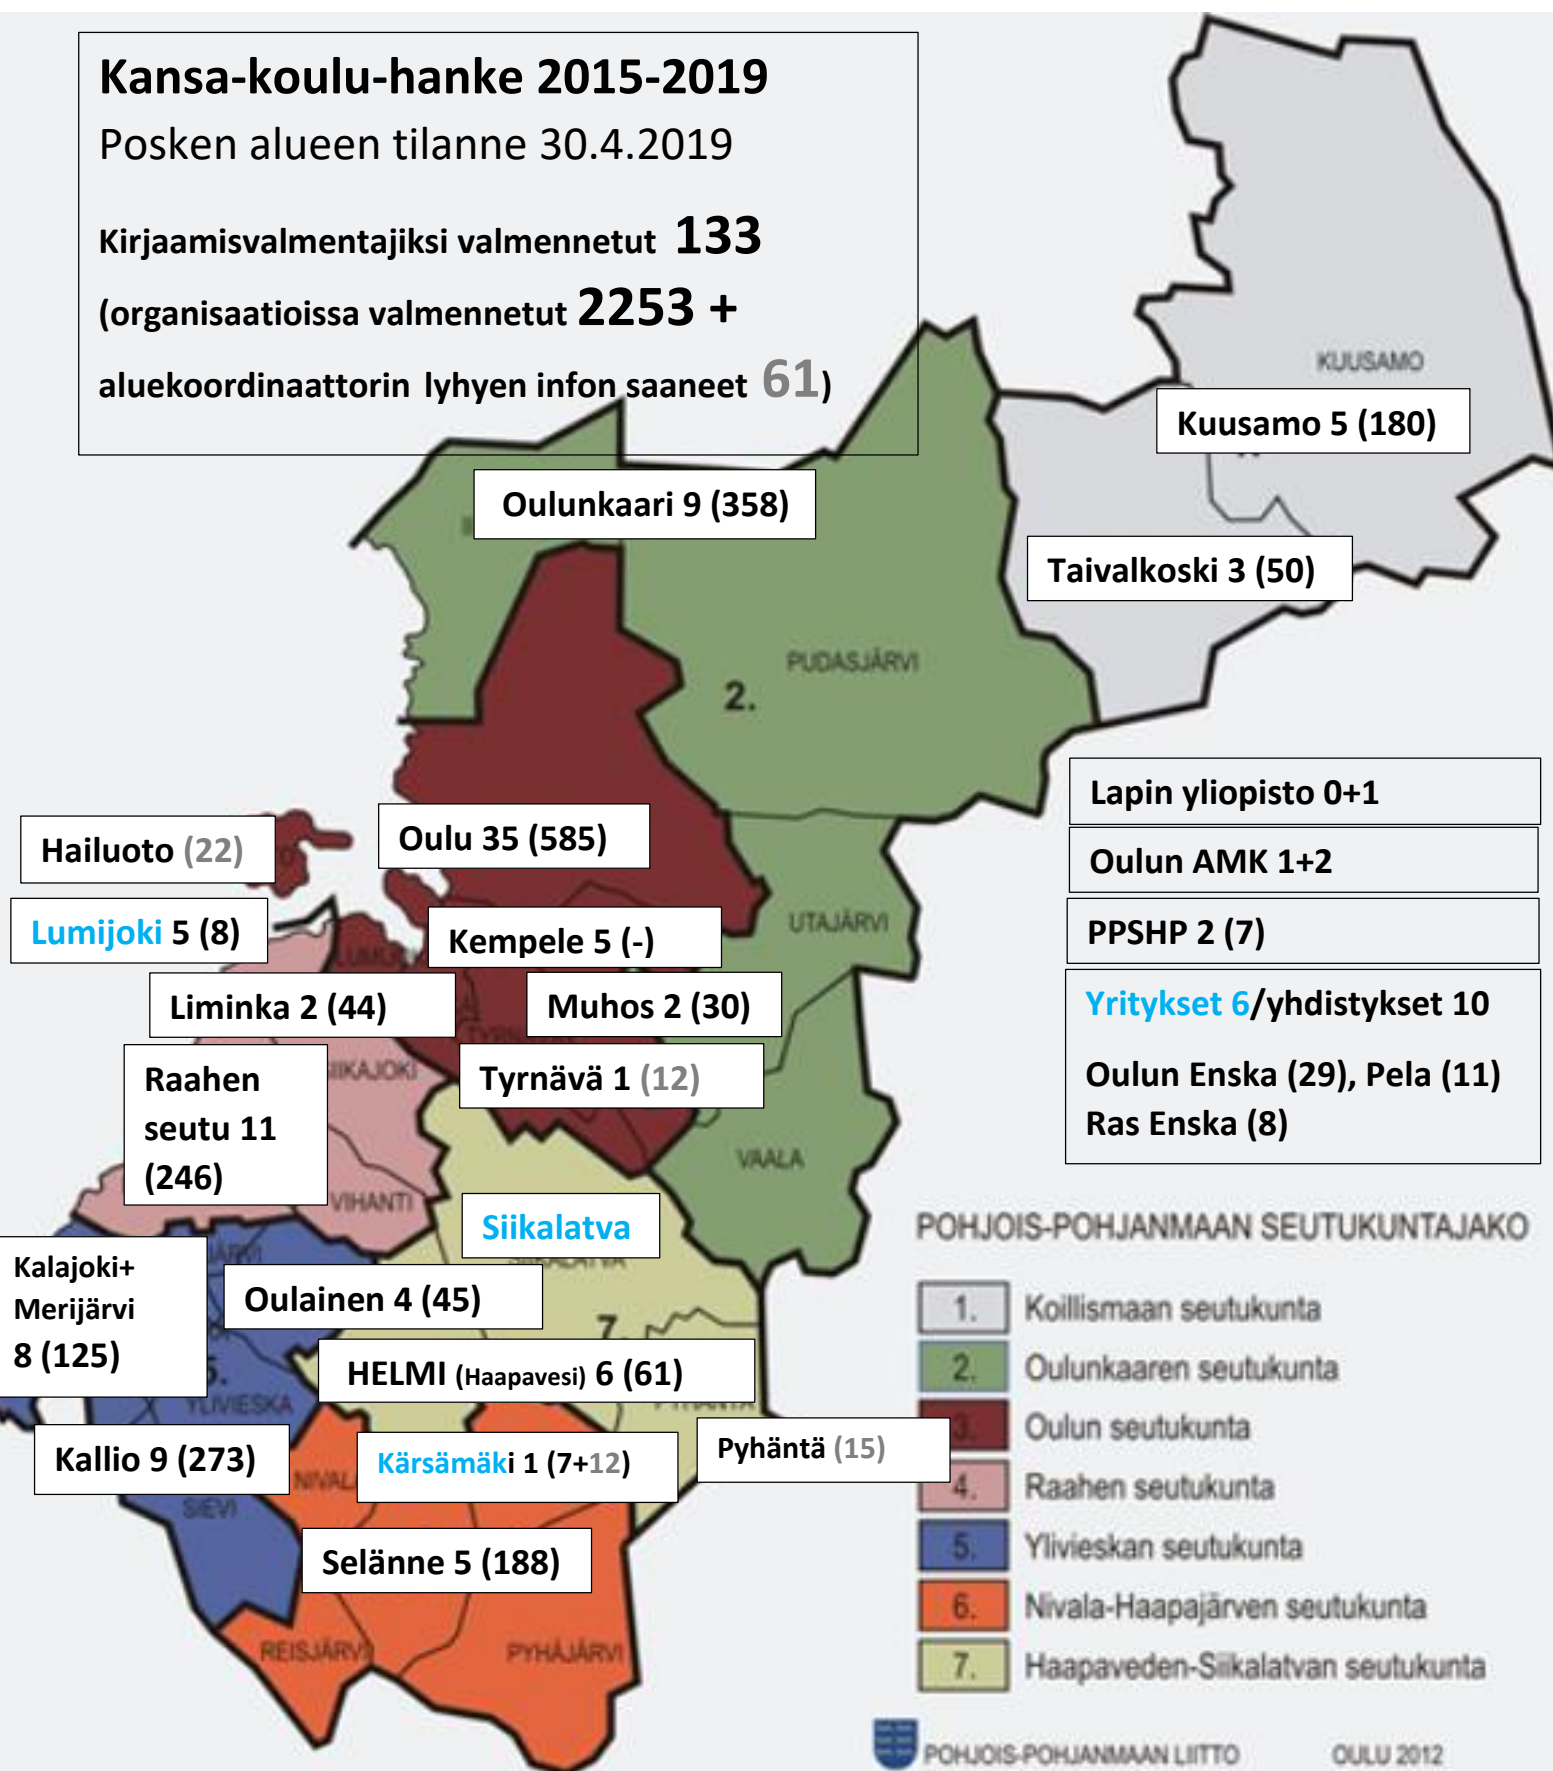 Kansa-koulu-hanke 2015-2019
Posken alueen tilanne 30.4.2019
Kirjaamisvalmentajiksi valmennetut 133
(organisaatioissa valmennetut 2253 +
aluekoordinaattorin lyhyen infon saaneet 61)
KUUSAMO
Kuusamo 5 (180)
Oulunkaari 9 (358)
Taivalkoski 3 (50)
PUDASJÄRVI
2.
Lapin yliopisto 0+1
Oulu 35 (585)
Hailuoto (22)
Oulun AMK 1+2
UTAJÄRVI
Lumijoki 5 (8)
Kempele 5 (-)
PPSHP 2 (7)
Liminka 2 (44)
Muhos 2 (30)
Yritykset 6/yhdistykset 10
Oulun Enska (29), Pela (11)
Ras Enska (8)
SIIKAJOKI
Tyrnävä 1 (12)
Raahen
seutu 11
(246)
VAALA
VIHANTI
Siikalatva
POHJOIS-POHJANMAAN SEUTUKUNTAJAKO
Kalajoki+
Merijärvi
8 (125)
Oulainen 4 (45)
7.
HELMI (Haapavesi) 6 (61)
YLIVIESKA
Kallio 9 (273)
Kärsämäki 1 (7+12)
Pyhäntä (15)
NIVALA
SIEVI
Selänne 5 (188)
REISJÄRVI
PYHÄJÄRVI
1. Koillismaan seutukunta
2. Oulunkaaren seutukunta
3. Oulun seutukunta
4. Raahen seutukunta
5. Ylivieskan seutukunta
6. Nivala-Haapajärven seutukunta
7. Haapaveden-Siikalatvan seutukunta
POHJOIS-POHJANMAAN LIITTO OULU 2012